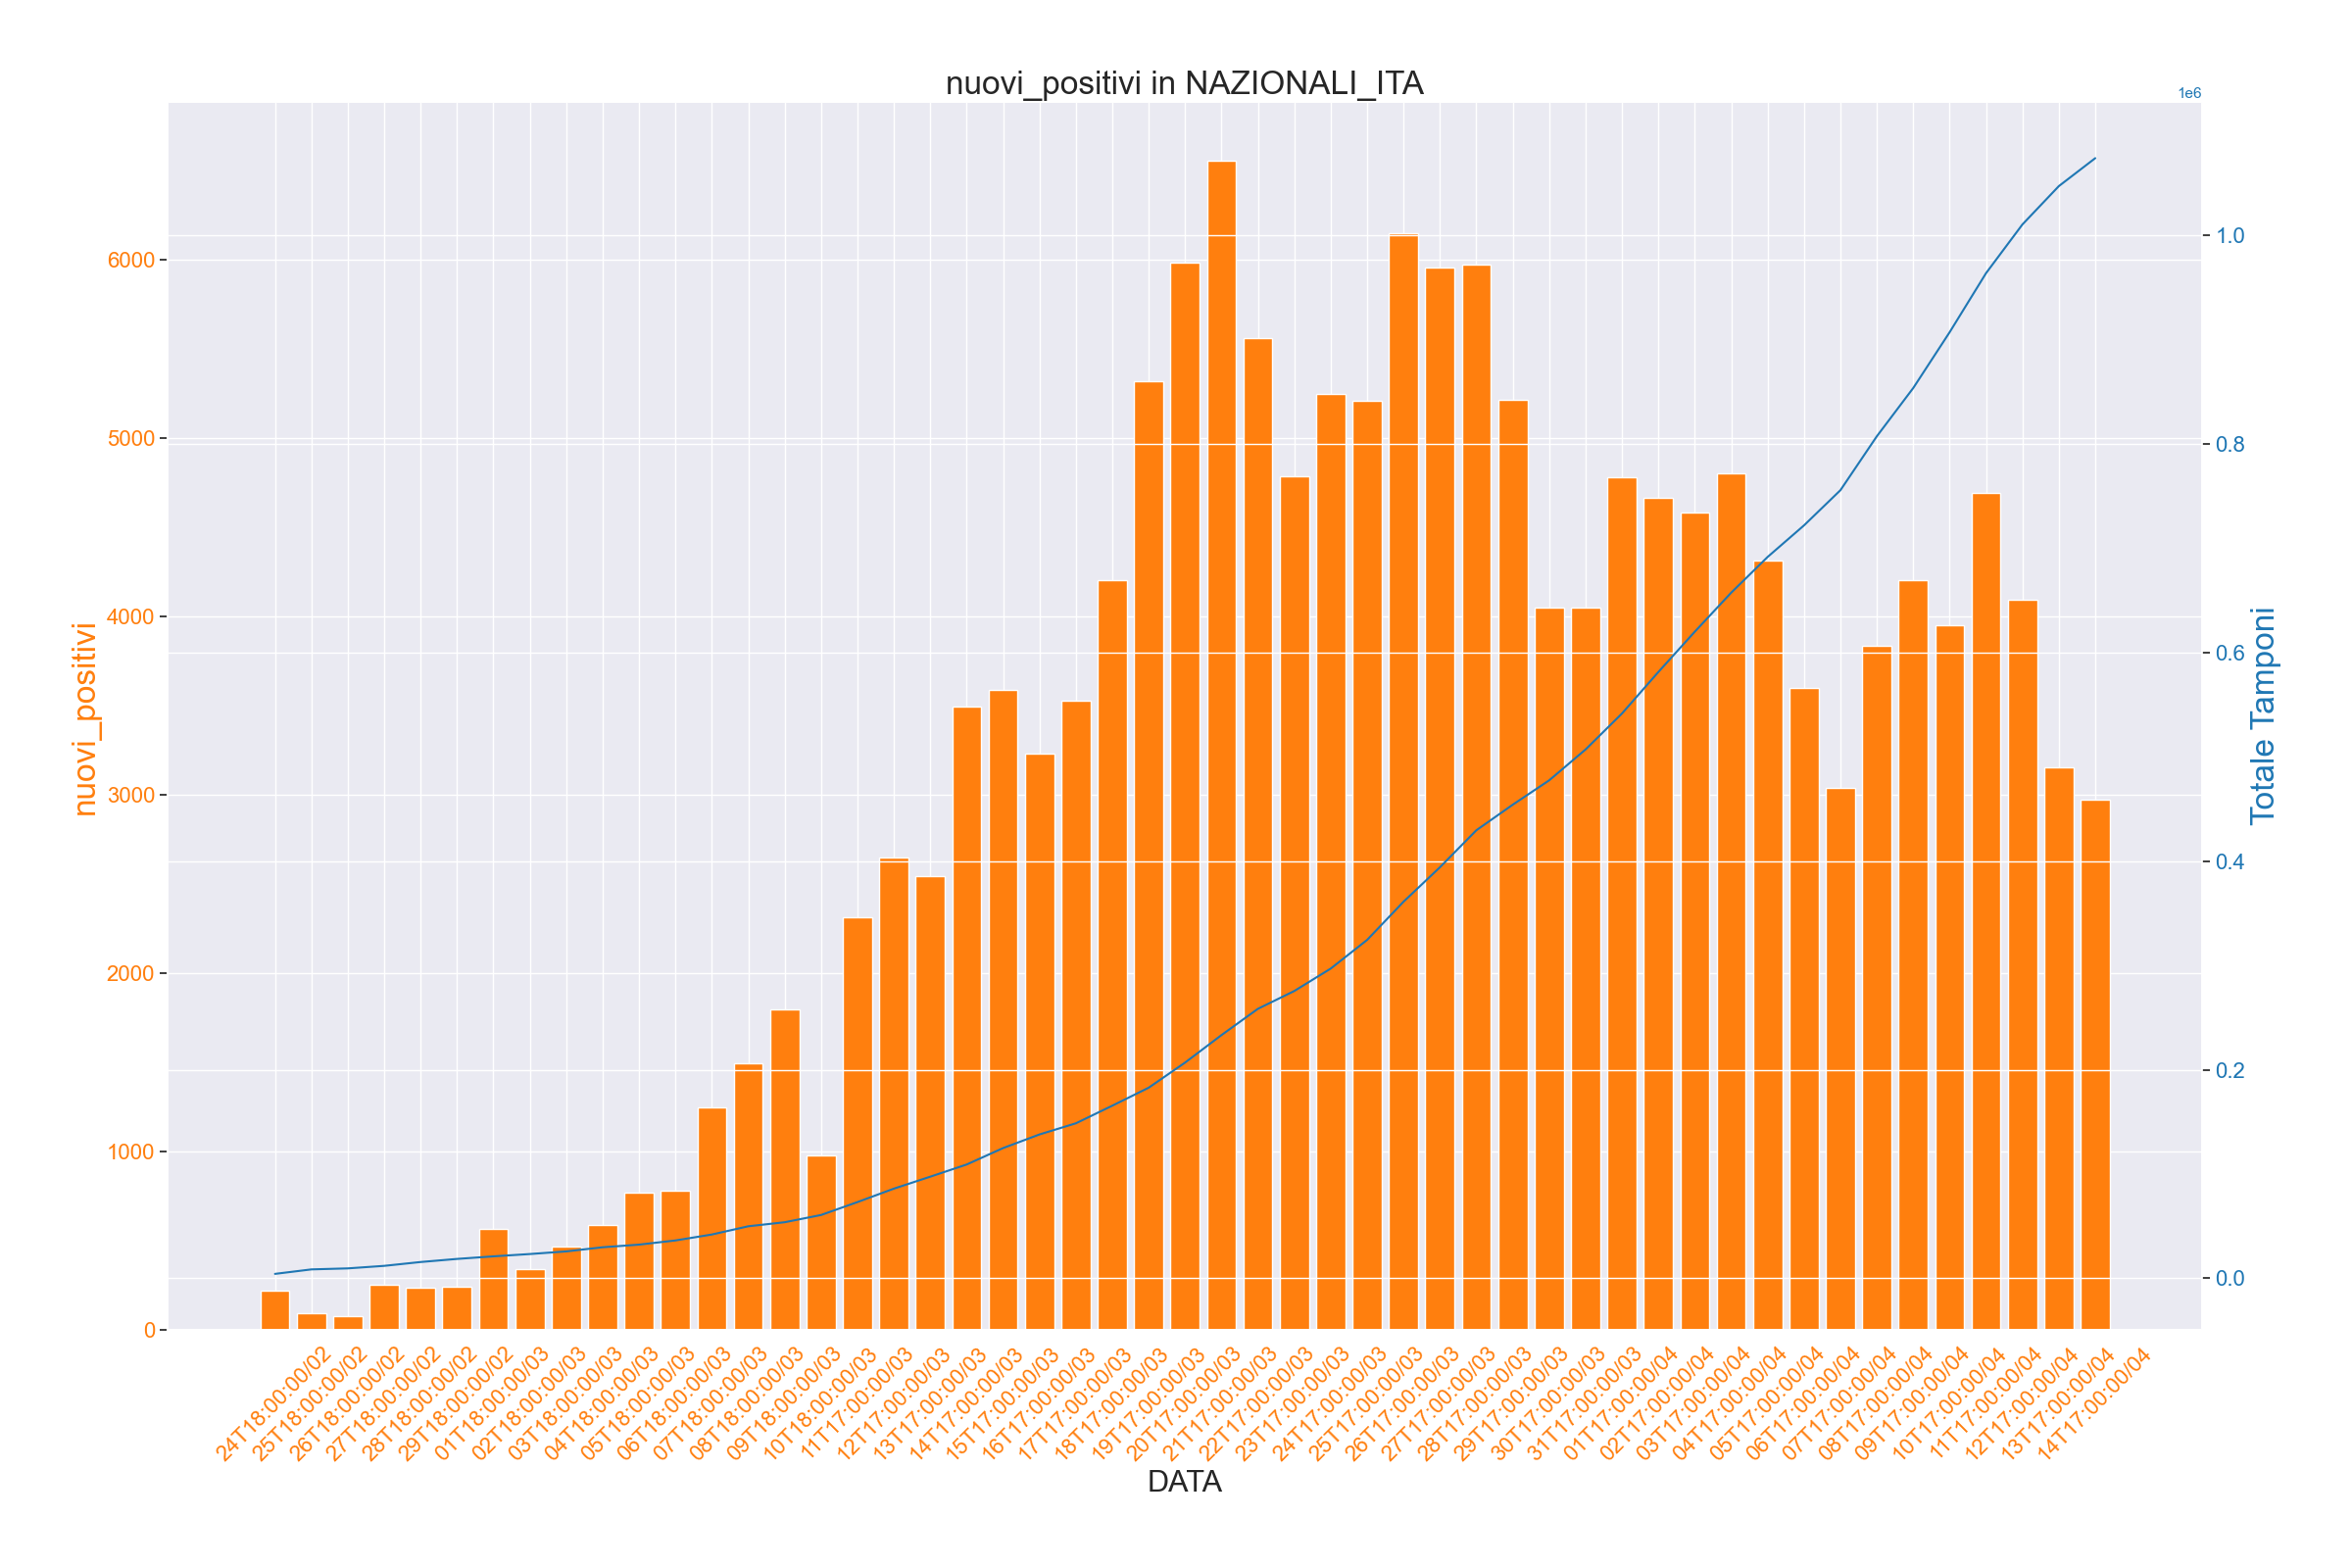 nuovi_positivi in NAZIONALI_ITA
1e6
6000
5000
4000
3000
2000
1000
0
nuovi_positivi
1.0
0.8
0.6
0.4
0.2
0.0
Totale Tamponi
24T18:00:00/02
25T18:00:00/02
26T18:00:00/02
27T18:00:00/02
28T18:00:00/02
29T18:00:00/02
01T18:00:00/03
02T18:00:00/03
03T18:00:00/03
04T18:00:00/03
05T18:00:00/03
06T18:00:00/03
07T18:00:00/03
08T18:00:00/03
09T18:00:00/03
10T18:00:00/03
11T17:00:00/03
12T17:00:00/03
13T17:00:00/03
14T17:00:00/03
15T17:00:00/03
16T17:00:00/03
17T17:00:00/03
18T17:00:00/03
19T17:00:00/03
20T17:00:00/03
21T17:00:00/03
22T17:00:00/03
23T17:00:00/03
24T17:00:00/03
25T17:00:00/03
26T17:00:00/03
27T17:00:00/03
28T17:00:00/03
29T17:00:00/03
30T17:00:00/03
31T17:00:00/03
01T17:00:00/04
02T17:00:00/04
03T17:00:00/04
04T17:00:00/04
05T17:00:00/04
06T17:00:00/04
07T17:00:00/04
08T17:00:00/04
09T17:00:00/04
10T17:00:00/04
11T17:00:00/04
12T17:00:00/04
13T17:00:00/04
14T17:00:00/04
DATA